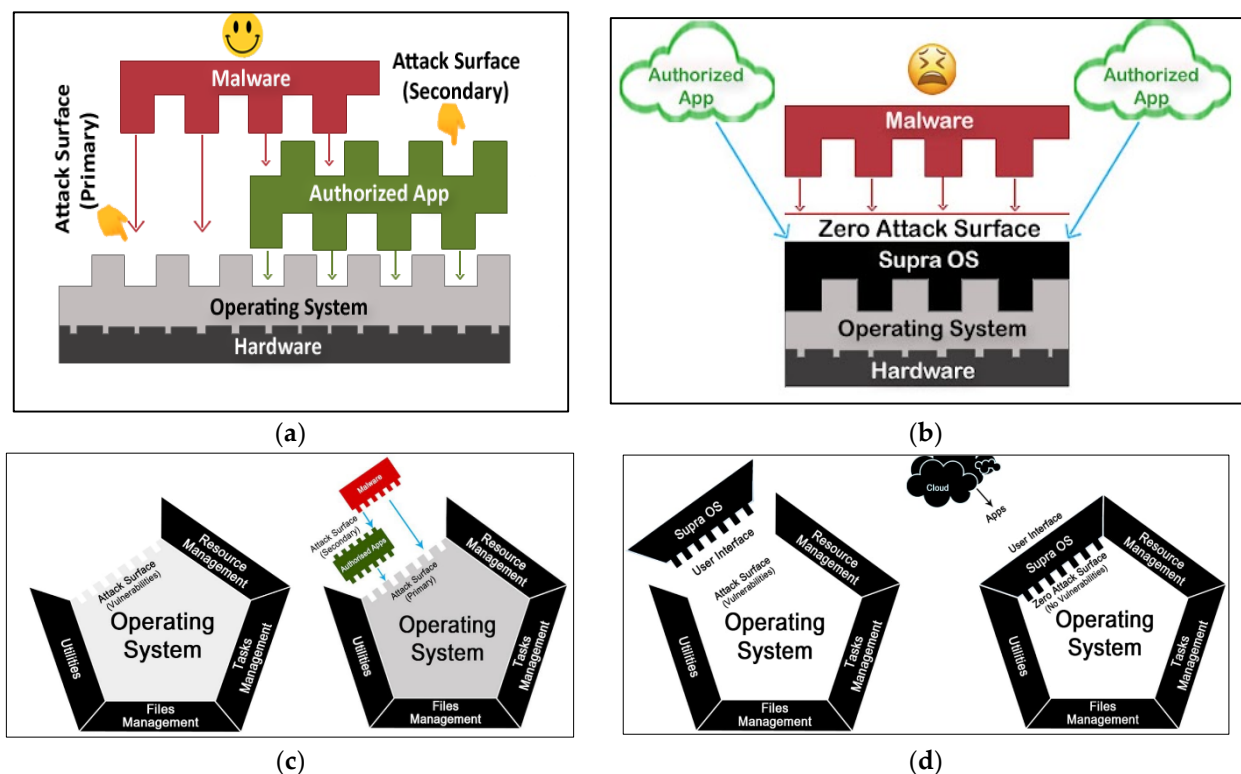 Malware
Attack Surface
(Secondary)
Attack Surface
(Primary)
Authorized App
Operating System
Hardware
(a)
Authorized
App
Authorized
App
Malware
Zero Attack Surface
Supra OS
Operating System
Hardware
(b)
Attack Surface
(Vulnerabilities)
Operating
System
Resource
Management
Tasks
Management
Files
Management
Utilities
Malware
Attack Surface
(Secondary)
Authorised Apps
Attack Surface
(Primary)
Operating
System
Resource
Management
Tasks
Management
Files
Management
Utilities
(c)
Supra OS
User Interface
Attack Surface
(Vulnerabilities)
Operating
System
Resource
Management
Tasks
Management
Files
Management
Utilities
Cloud
Apps
User Interface
Supra OS
Zero Attack Surface
(No Vulnerabilities)
Operating
System
Resource
Management
Tasks
Management
Files
Management
Utilities
(d)